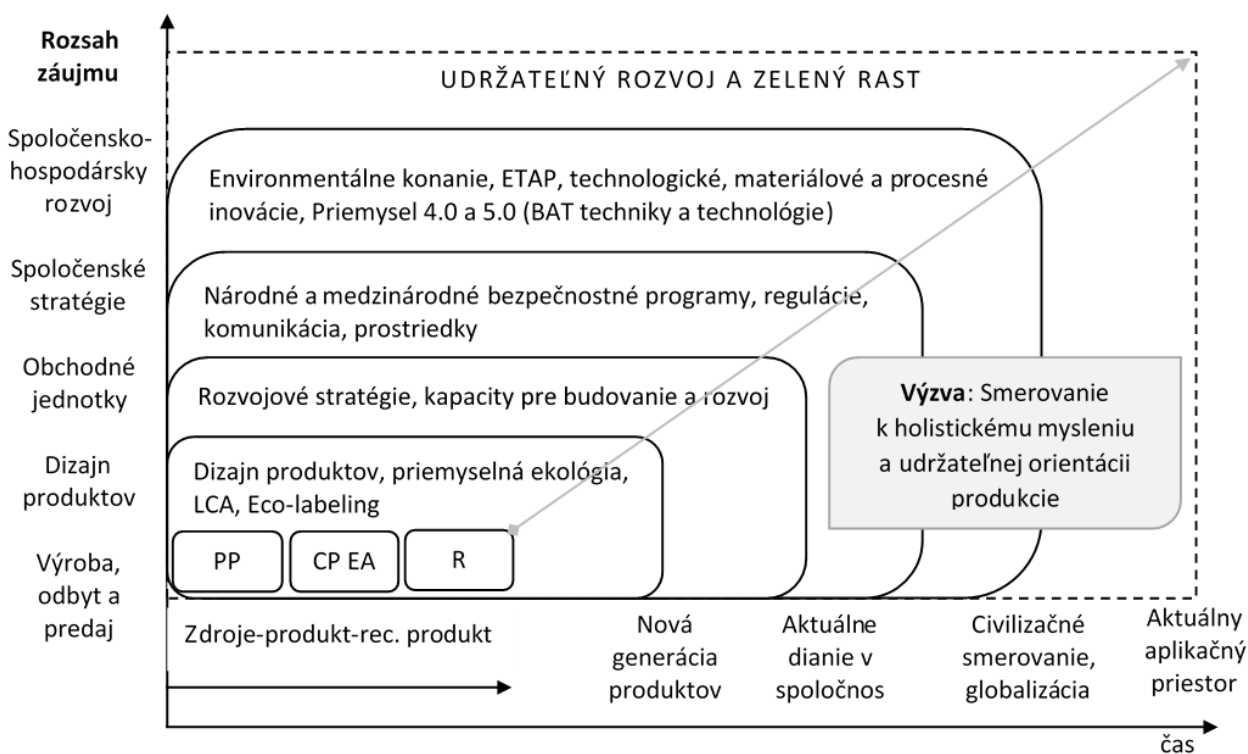 Rozsah
záujmu
UDRŽATEĽNÝ ROZVOJ A ZELENÝ RAST
Spoločensko-
hospodársky
rozvoj
Environmentálne konanie, ETAP, technologické, materiálové a procesné
inovácie, Priemysel 4.0 a 5.0 (BAT techniky a technológie)
Spoločenské
stratégie
Národné a medzinárodné bezpečnostné programy, regulácie,
komunikácia, prostriedky
Obchodné
jednotky
Rozvojové stratégie, kapacity pre budovanie a rozvoj
Výzva: Smerovanie
k holistickému mysleniu
a udržateľnej orientácii
produkcie
Dizajn
produktov
Dizajn produktov, priemyselná ekológia,
LCA, Eco-labeling
Výroba,
odbyt a
predaj
PP
CP EA
R
Zdroje-produkt-rec. produkt
Nová
generácia
produktov
Aktuálne
dianie v
spoločnos
Civilizačné
smerovanie,
globalizácia
Aktuálny
aplikačný
priestor
čas